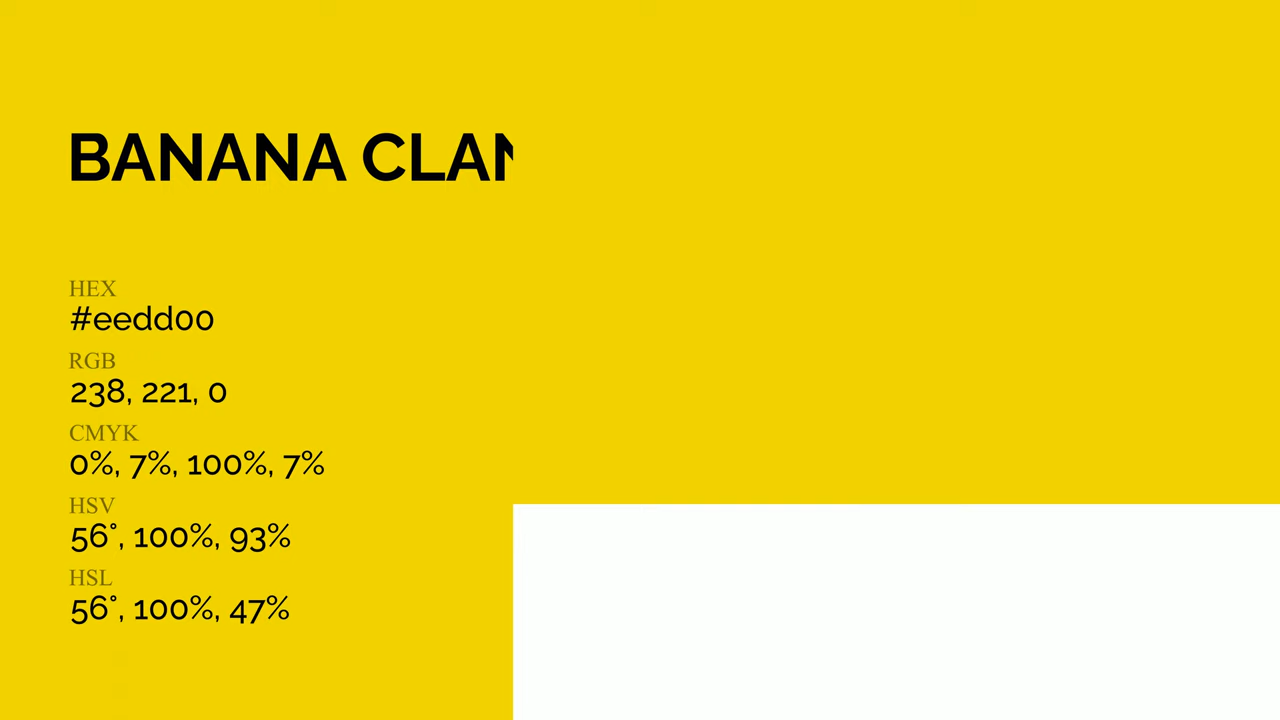 BANANA CLAN
HEX
#eedd00
RGB
238, 221, 0
CMYK
0%, 7%, 100%, 7%
HSV
56°, 100%, 93%
HSL
56°, 100%, 47%